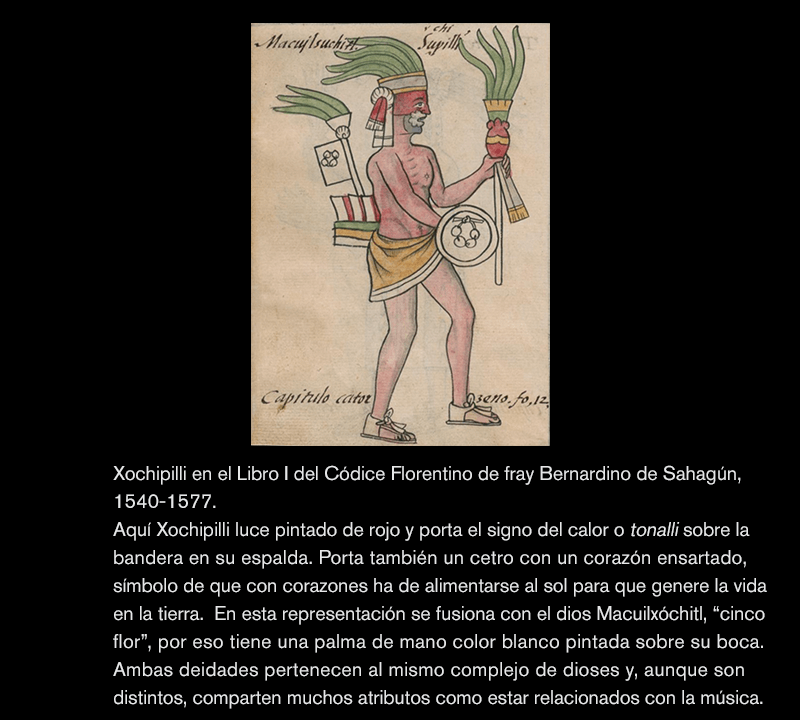 Macuilsuchitl.
ychi
Supilli
Capitulo cator
zeno. fo. 12.
Xochipilli en el Libro I del Códice Florentino de fray Bernardino de Sahagún,
1540-1577.
Aquí Xochipilli luce pintado de rojo y porta el signo del calor o tonalli sobre la
bandera en su espalda. Porta también un cetro con un corazón ensartado,
símbolo de que con corazones ha de alimentarse al sol para que genere la vida
en la tierra. En esta representación se fusiona con el dios Macuilxóchitl, “cinco
flor”, por eso tiene una palma de mano color blanco pintada sobre su boca.
Ambas deidades pertenecen al mismo complejo de dioses y, aunque son
distintos, comparten muchos atributos como estar relacionados con la música.